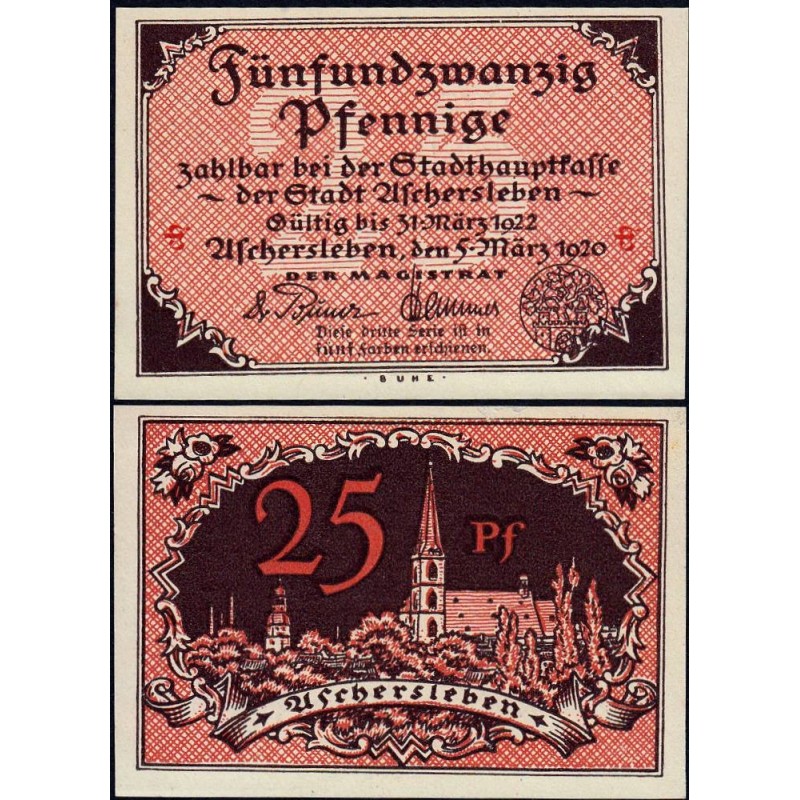 Fünfundzwanzig
Pfennige
zahlbar bei der Stadthauptkasse
~ der Stadt Aschersleben ~
Gültig bis 31. März 1922
Aschersleben, den 5. März 1920
DER MAGISTRAT
Diese dritte Serie ist in
fünf Farben erschienen.
· BUHE ·
25 Pf
Aschersleben